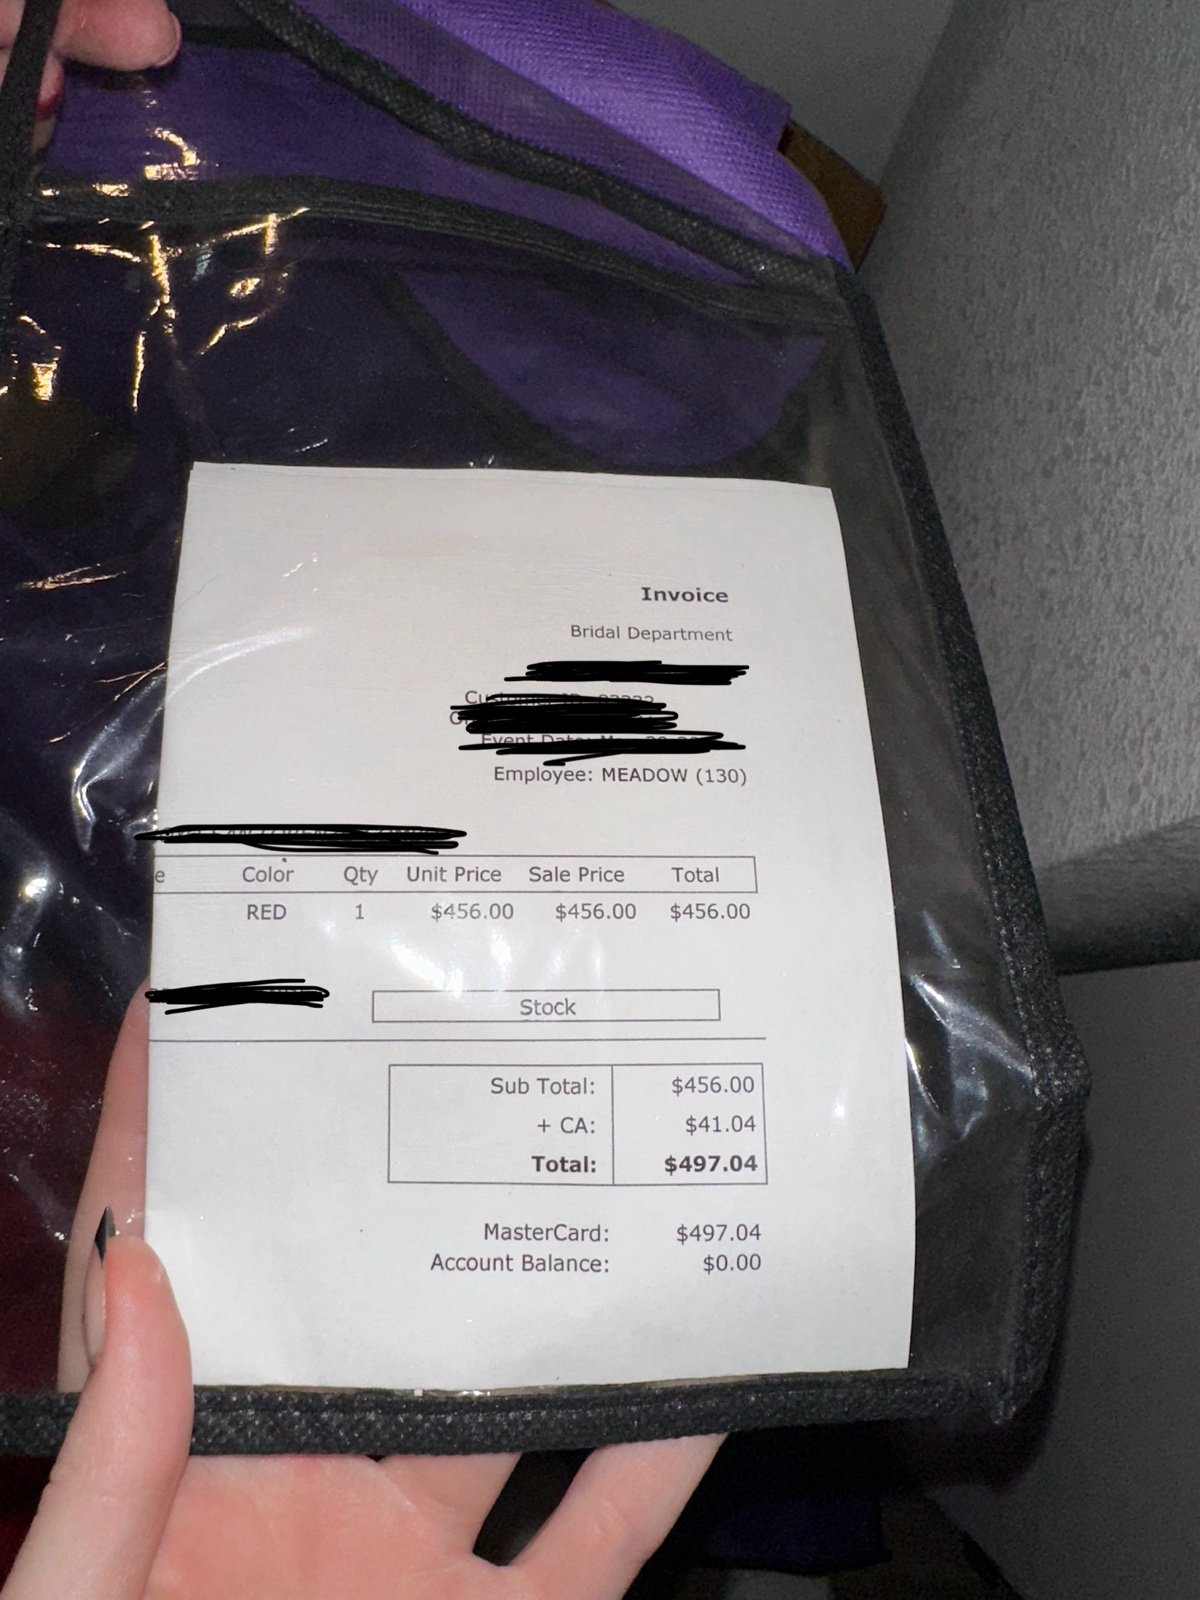 Invoice
Bridal Department
Employee: MEADOW (130)
e Color Qty Unit Price Sale Price Total
RED 1 $456.00 $456.00 $456.00
Stock
Sub Total: $456.00
+ CA: $41.04
Total: $497.04
MasterCard: $497.04
Account Balance: $0.00